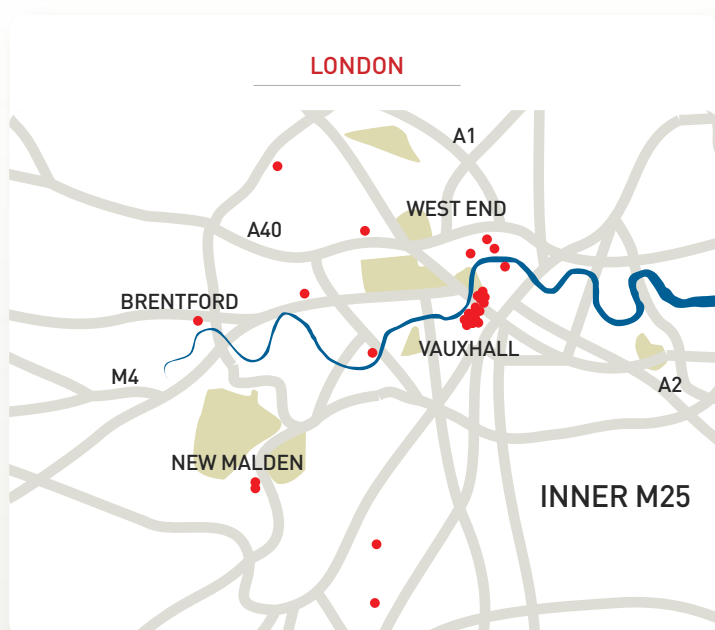 LONDON
A1
WEST END
A40
BRENTFORD
VAUXHALL
M4
A2
NEW MALDEN
INNER M25